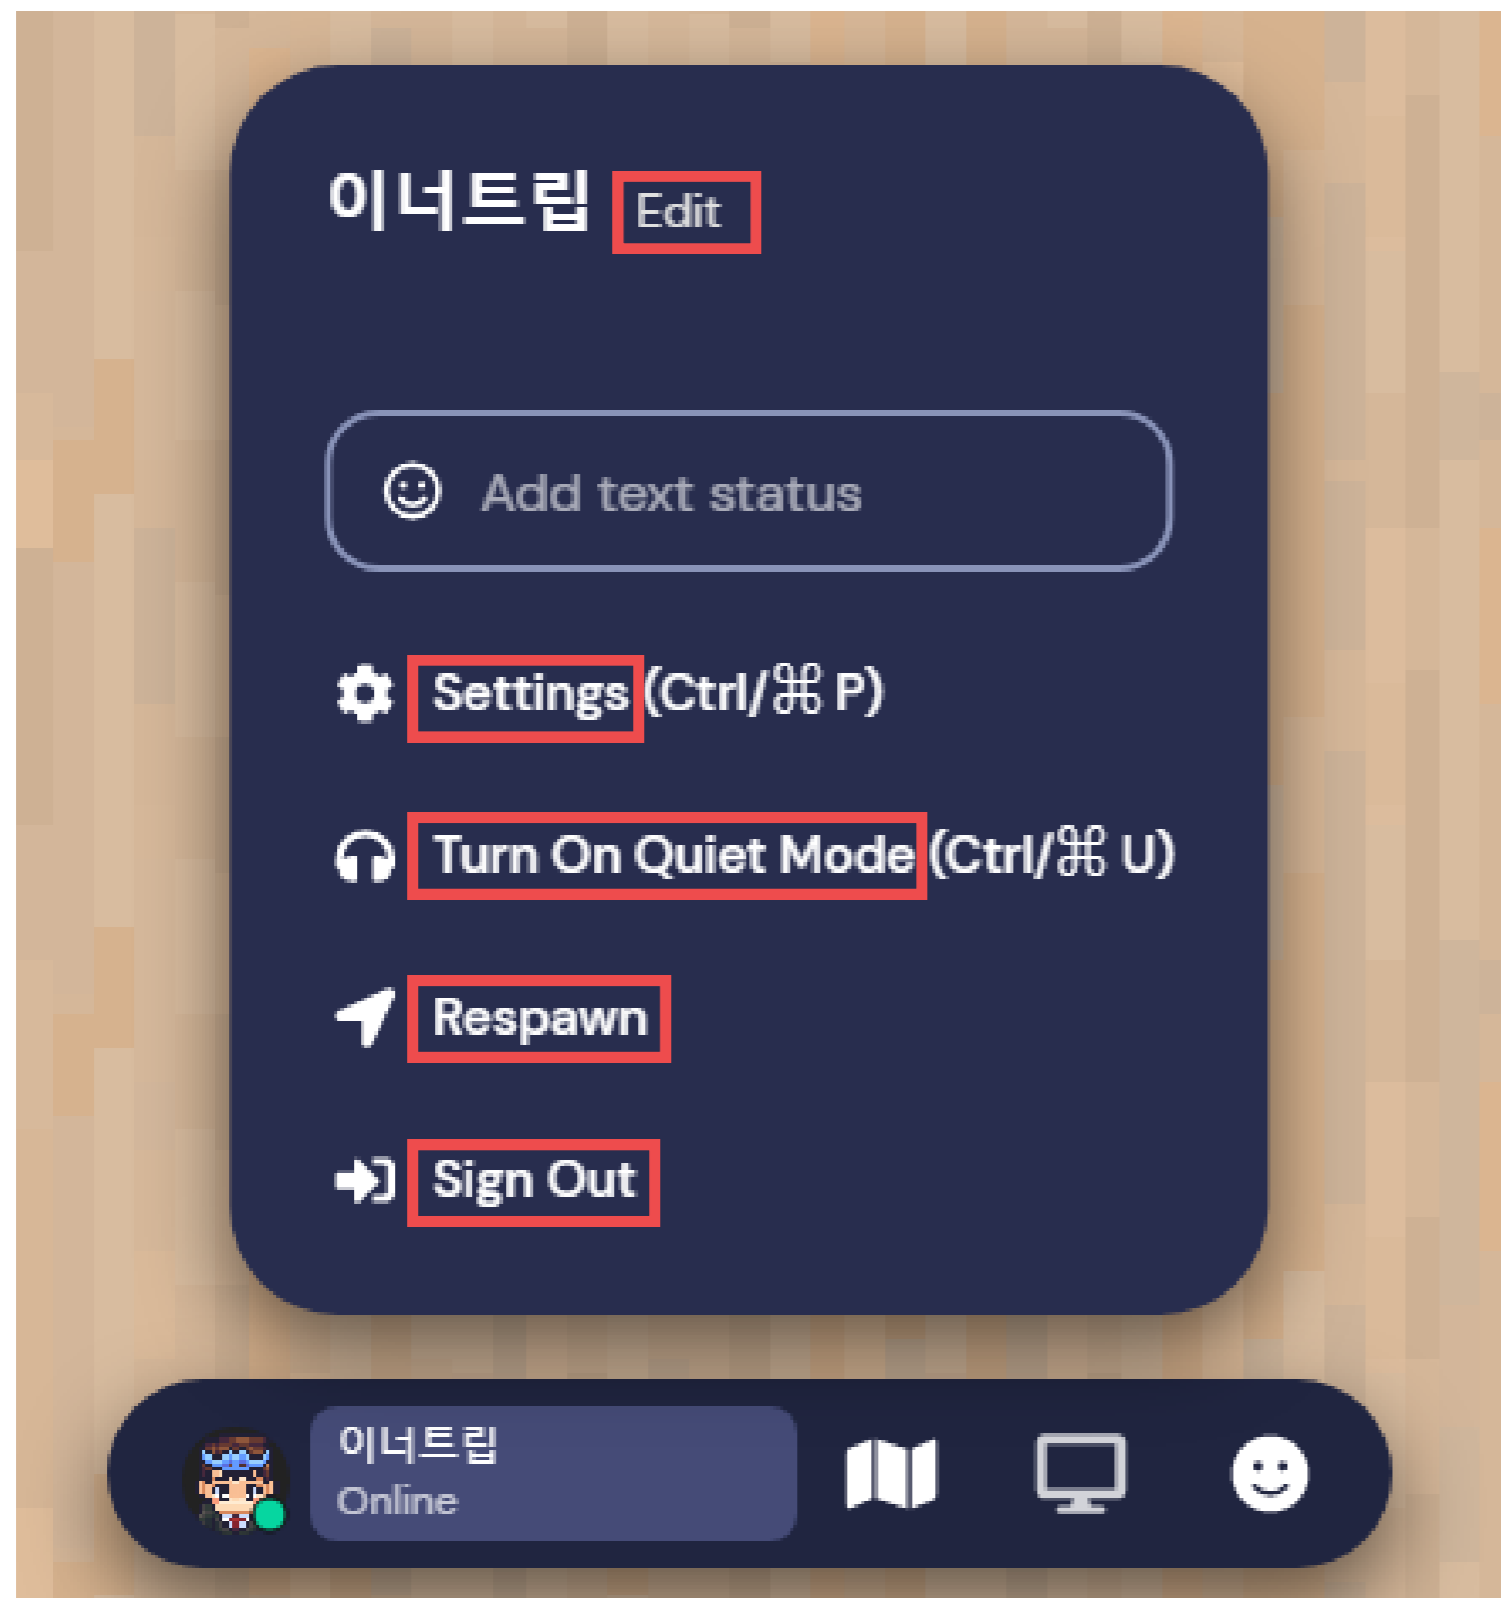 이너트립 Edit
Add text status
Settings (Ctrl/⌘ P)
Turn On Quiet Mode (Ctrl/⌘ U)
Respawn
Sign Out
이너트립
Online